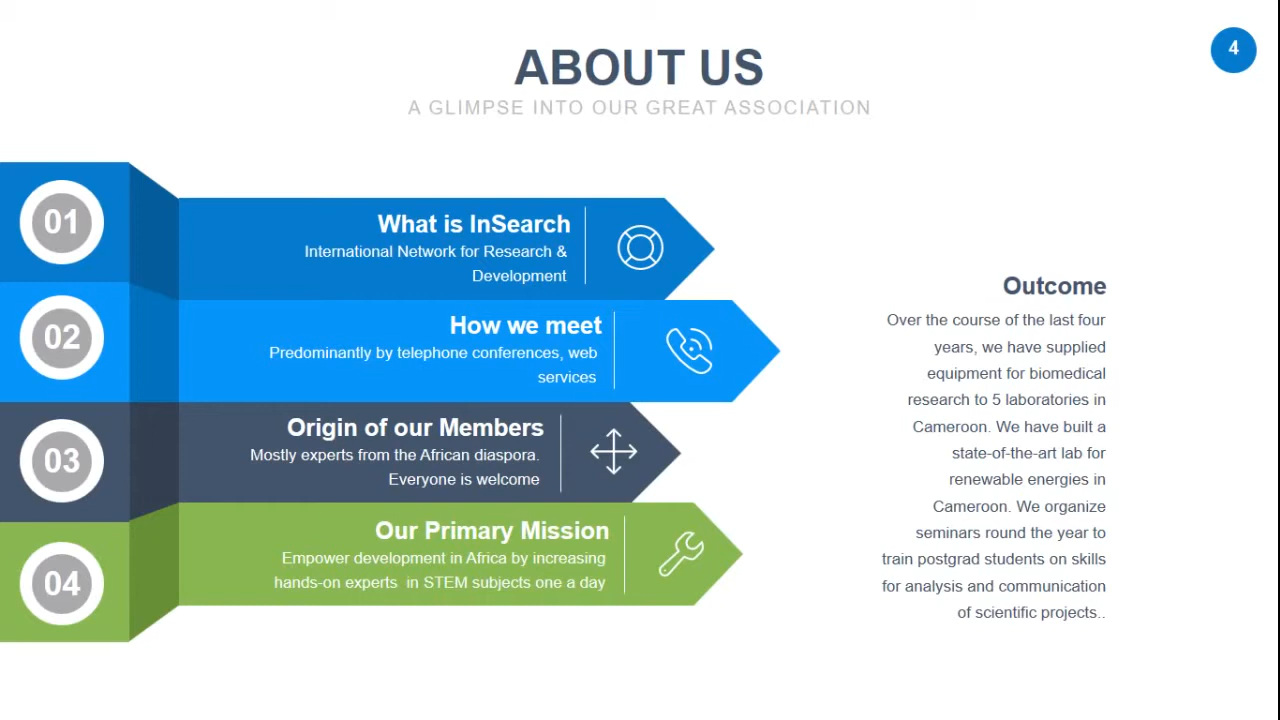 ABOUT US
4
A GLIMPSE INTO OUR GREAT ASSOCIATION
01
What is InSearch
International Network for Research &
Development
02
How we meet
Predominantly by telephone conferences, web
services
03
Origin of our Members
Mostly experts from the African diaspora.
Everyone is welcome
04
Our Primary Mission
Empower development in Africa by increasing
hands-on experts  in STEM subjects one a day
Outcome
Over the course of the last four
years, we have supplied
equipment for biomedical
research to 5 laboratories in
Cameroon. We have built a
state-of-the-art lab for
renewable energies in
Cameroon. We organize
seminars round the year to
train postgrad students on skills
for analysis and communication
of scientific projects..